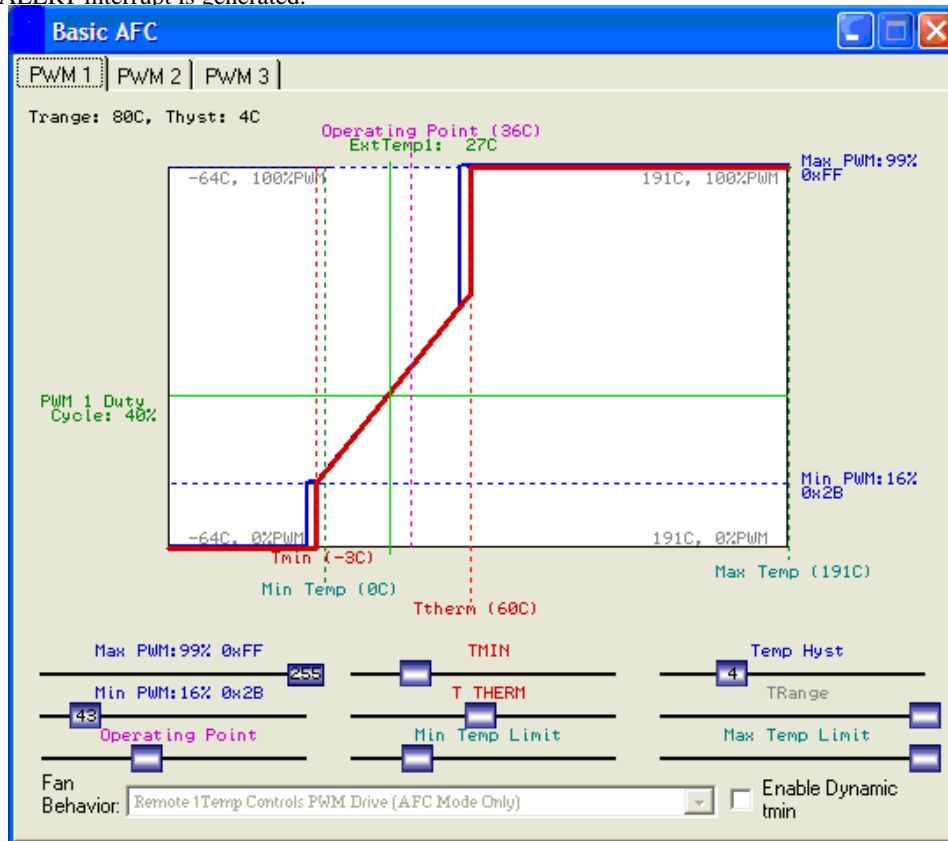 ALERT interrupt is generated.
Basic AFC
PWM 1 PWM 2 PWM 3
Trange: 80C, Thyst: 4C
Operating Point (36C)
ExtTemp1: 27C
-64C, 100%PWM
191C, 100%PWM
Max PWM:99%
0xFF
PWM 1 Duty
Cycle: 40%
Min PWM:16%
0x2B
-64C, 0%PWM
191C, 0%PWM
Tmin (-3C)
Min Temp (0C)
Max Temp (191C)
Ttherm (60C)
Max PWM:99% 0xFF
TMIN
Temp Hyst
255
4
Min PWM:16% 0x2B
T THERM
TRange
43
Operating Point
Min Temp Limit
Max Temp Limit
Fan
Behavior:
Remote 1Temp Controls PWM Drive (AFC Mode Only)
Enable Dynamic
tmin